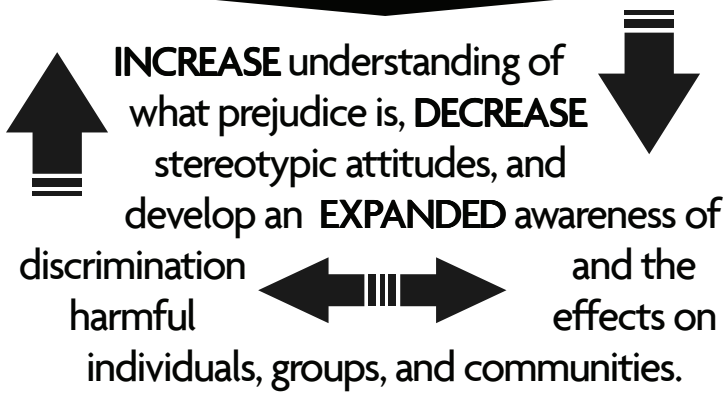 INCREASE understanding of
what prejudice is, DECREASE
stereotypic attitudes, and
develop an EXPANDED awareness of
discrimination and the
harmful effects on
individuals, groups, and communities.